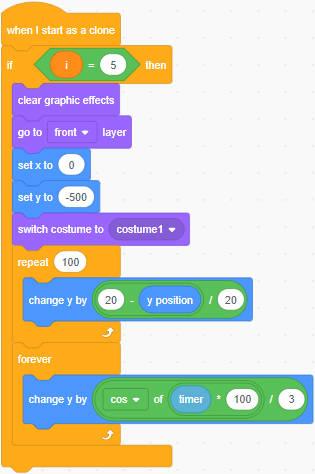 when I start as a clone
if i = 5 then
clear graphic effects
go to front layer
set x to 0
set y to -500
switch costume to costume1
repeat 100
change y by 20 - y position / 20
forever
change y by cos of timer * 100 / 3